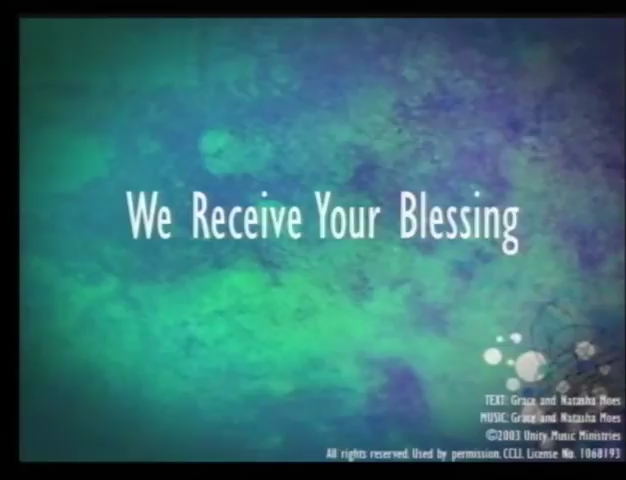 We Receive Your Blessing
TEXT: Grace and Natasha Moes
MUSIC: Grace and Natasha Moes
©2003 Unity Music Ministries
All rights reserved. Used by permission. CCLI. License No. 1068193